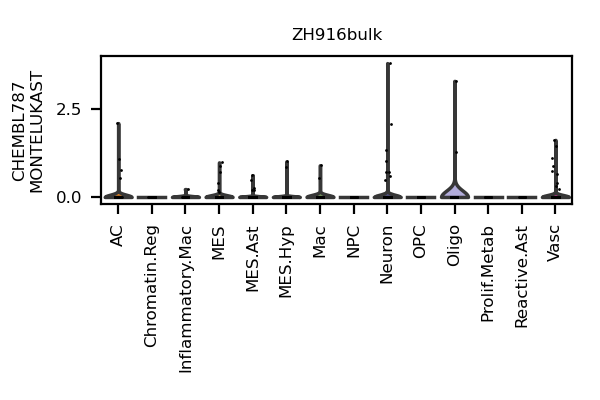 ZH916bulk
CHEMBL787
MONTELUKAST
2.5
0.0
AC
Chromatin.Reg
Inflammatory.Mac
MES
MES.Ast
MES.Hyp
Mac
NPC
Neuron
OPC
Oligo
Prolif.Metab
Reactive.Ast
Vasc